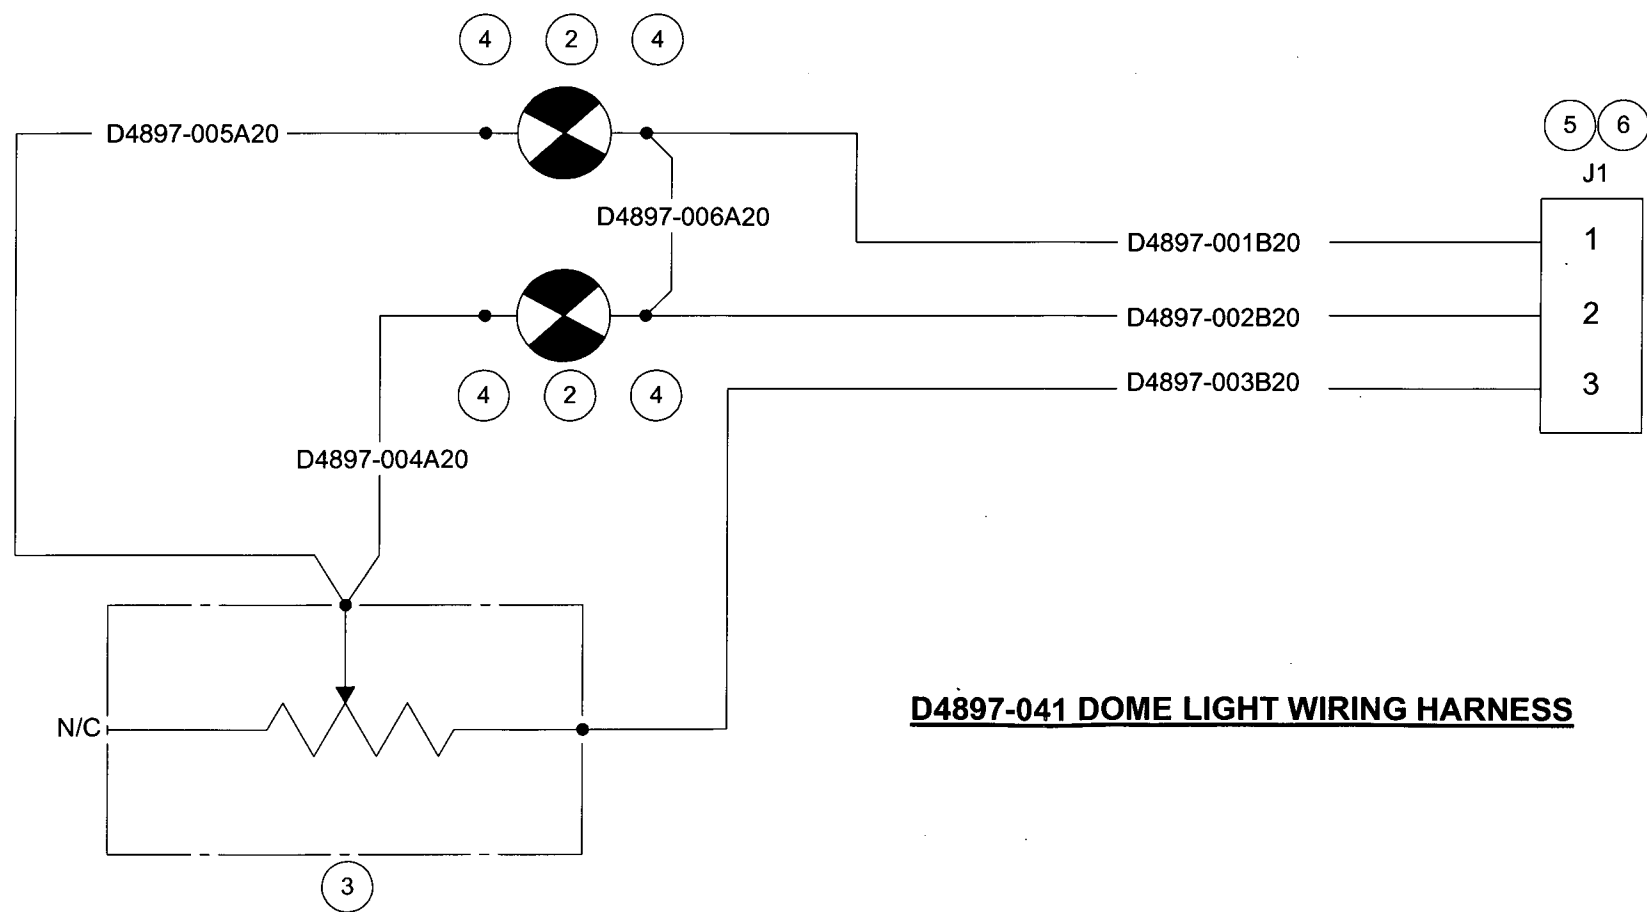 4 2 4
D4897-005A20
5 6
J1
D4897-006A20
D4897-001B20
1
D4897-002B20
2
D4897-003B20
3
4 2 4
D4897-004A20
N/C
D4897-041 DOME LIGHT WIRING HARNESS
3